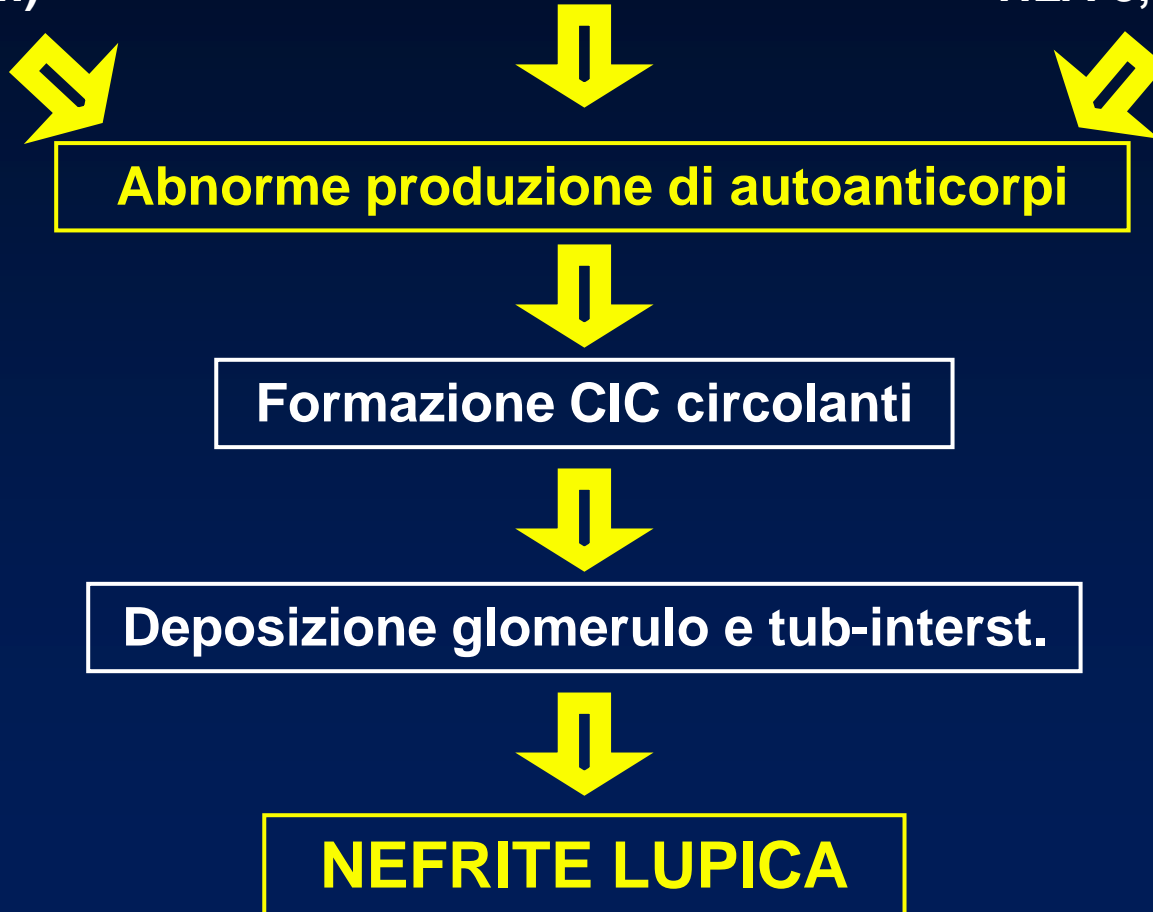 Abnorme produzione di autoanticorpi
Formazione CIC circolanti
Deposizione glomerulo e tub-interst.
NEFRITE LUPICA